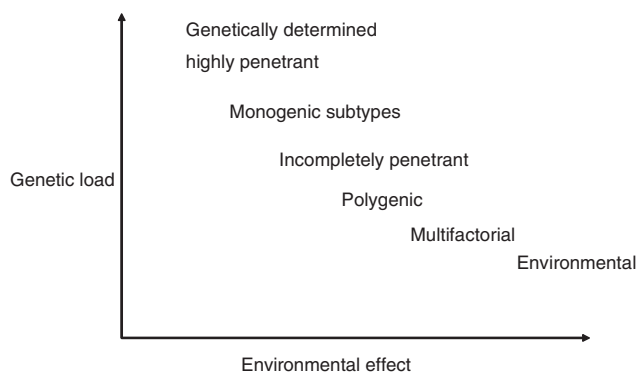 Genetically determined
highly penetrant
Monogenic subtypes
Incompletely penetrant
Genetic load
Polygenic
Multifactorial
Environmental
Environmental effect